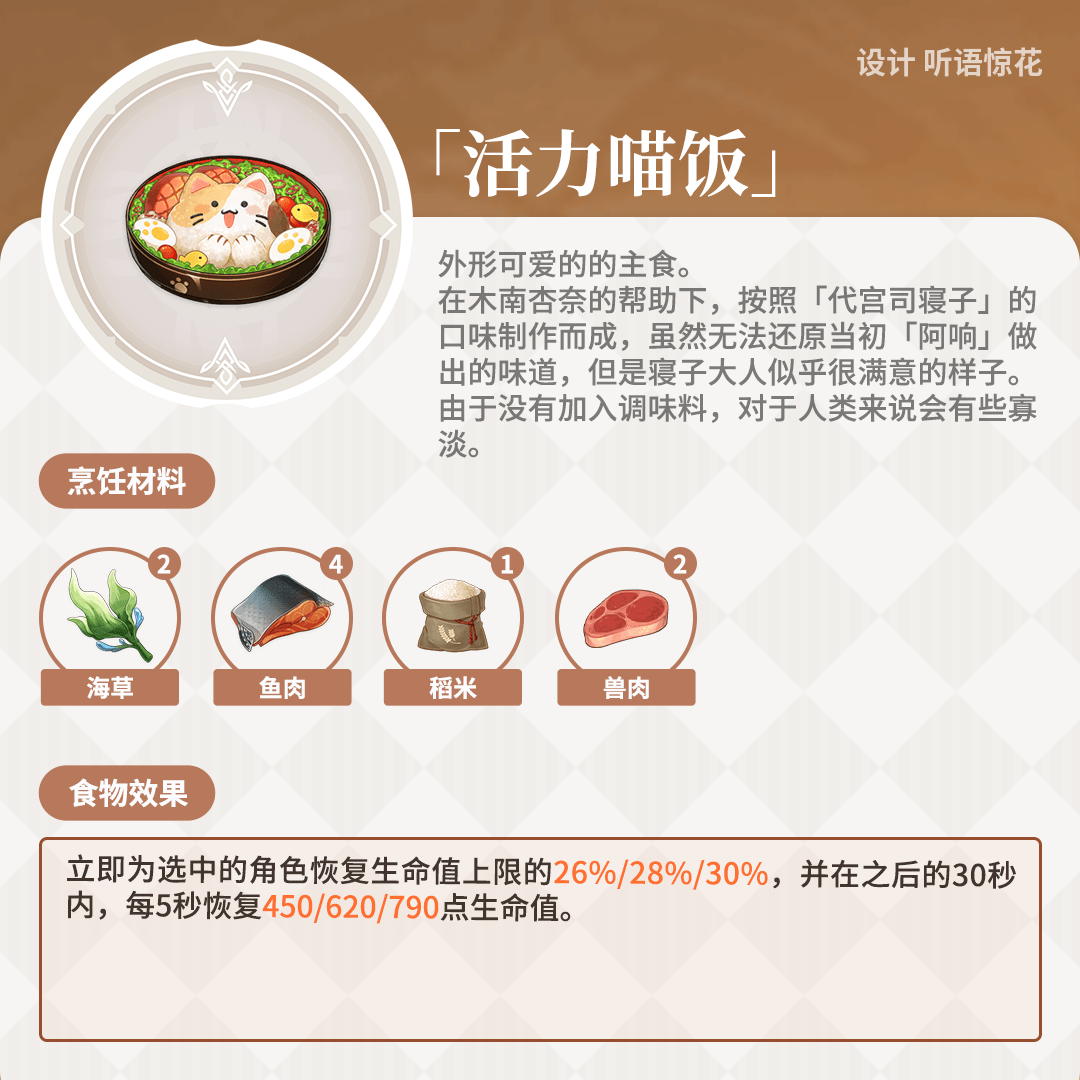 设计 听语惊花
「活力喵饭」
外形可爱的的主食。
在木南杏奈的帮助下，按照「代宫司寝子」的
口味制作而成，虽然无法还原当初「阿响」做
出的味道，但是寝子大人似乎很满意的样子。
由于没有加入调味料，对于人类来说会有些寡
淡。
烹饪材料
2
4
1
2
海草
鱼肉
稻米
兽肉
食物效果
立即为选中的角色恢复生命值上限的26%/28%/30%，并在之后的30秒
内，每5秒恢复450/620/790点生命值。